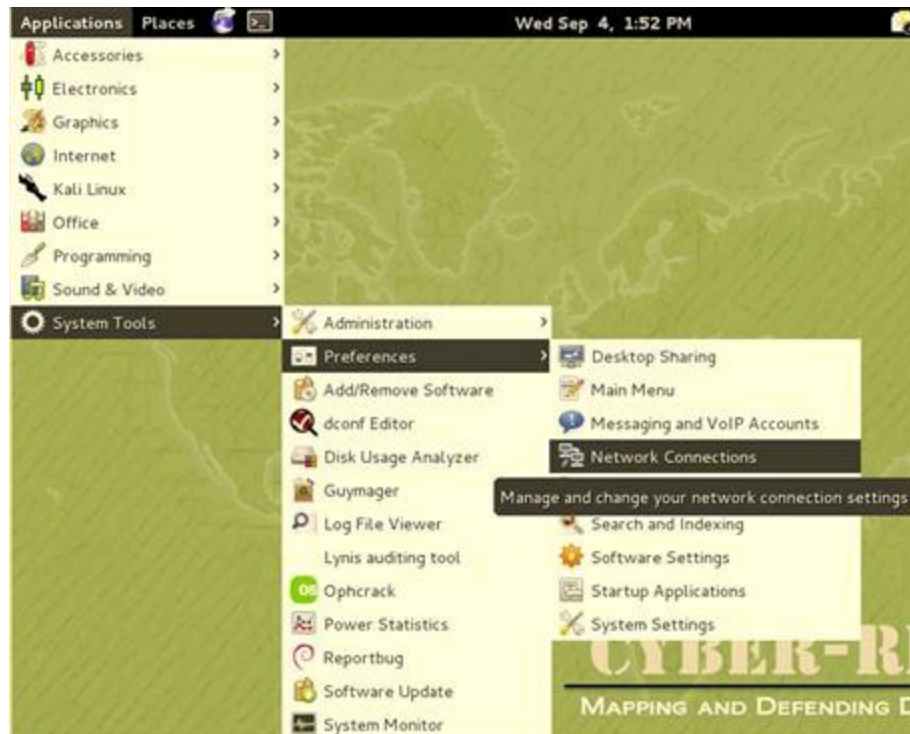 Applications Places Wed Sep 4, 1:52 PM
Accessories
Electronics
Graphics
Internet
Kali Linux
Office
Programming
Sound & Video
System Tools
Administration
Preferences
Add/Remove Software
dconf Editor
Disk Usage Analyzer
Guymager
Log File Viewer
Lynis auditing tool
Ophcrack
Power Statistics
Reportbug
Software Update
System Monitor
Desktop Sharing
Main Menu
Messaging and VoIP Accounts
Network Connections
Manage and change your network connection settings
Search and Indexing
Software Settings
Startup Applications
System Settings
MAPPING AND DEFENDING